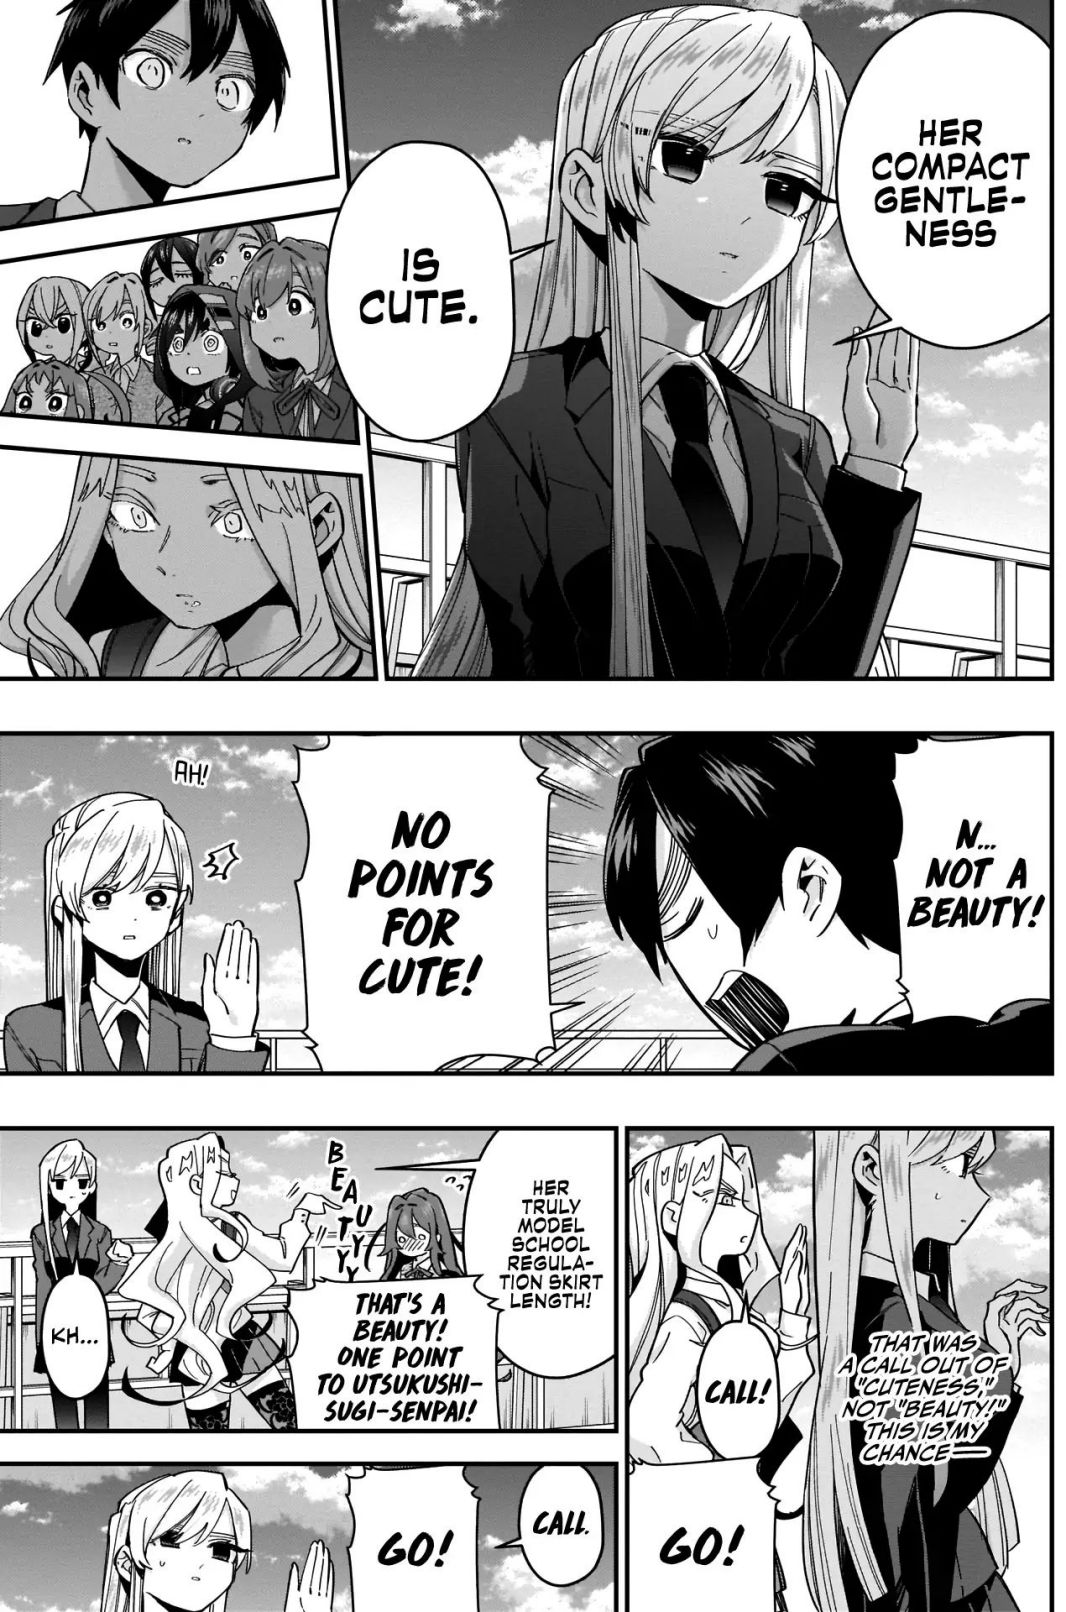 HER
COMPACT
GENTLE-
NESS
IS
CUTE.
N...
NOT A
BEAUTY!
NO
POINTS
FOR
CUTE!
AH!
THAT WAS
A CALL OUT OF
"CUTENESS,"
NOT "BEAUTY!"
THIS IS MY
CHANCE—
CALL!
GO!
HER
TRULY
MODEL
SCHOOL
REGULA-
TION SKIRT
LENGTH!
BEAUTYYY
THAT'S A
BEAUTY!
ONE POINT
TO UTSUKUSHI-
SUGI-SENPAI!
KH...
CALL.
GO!